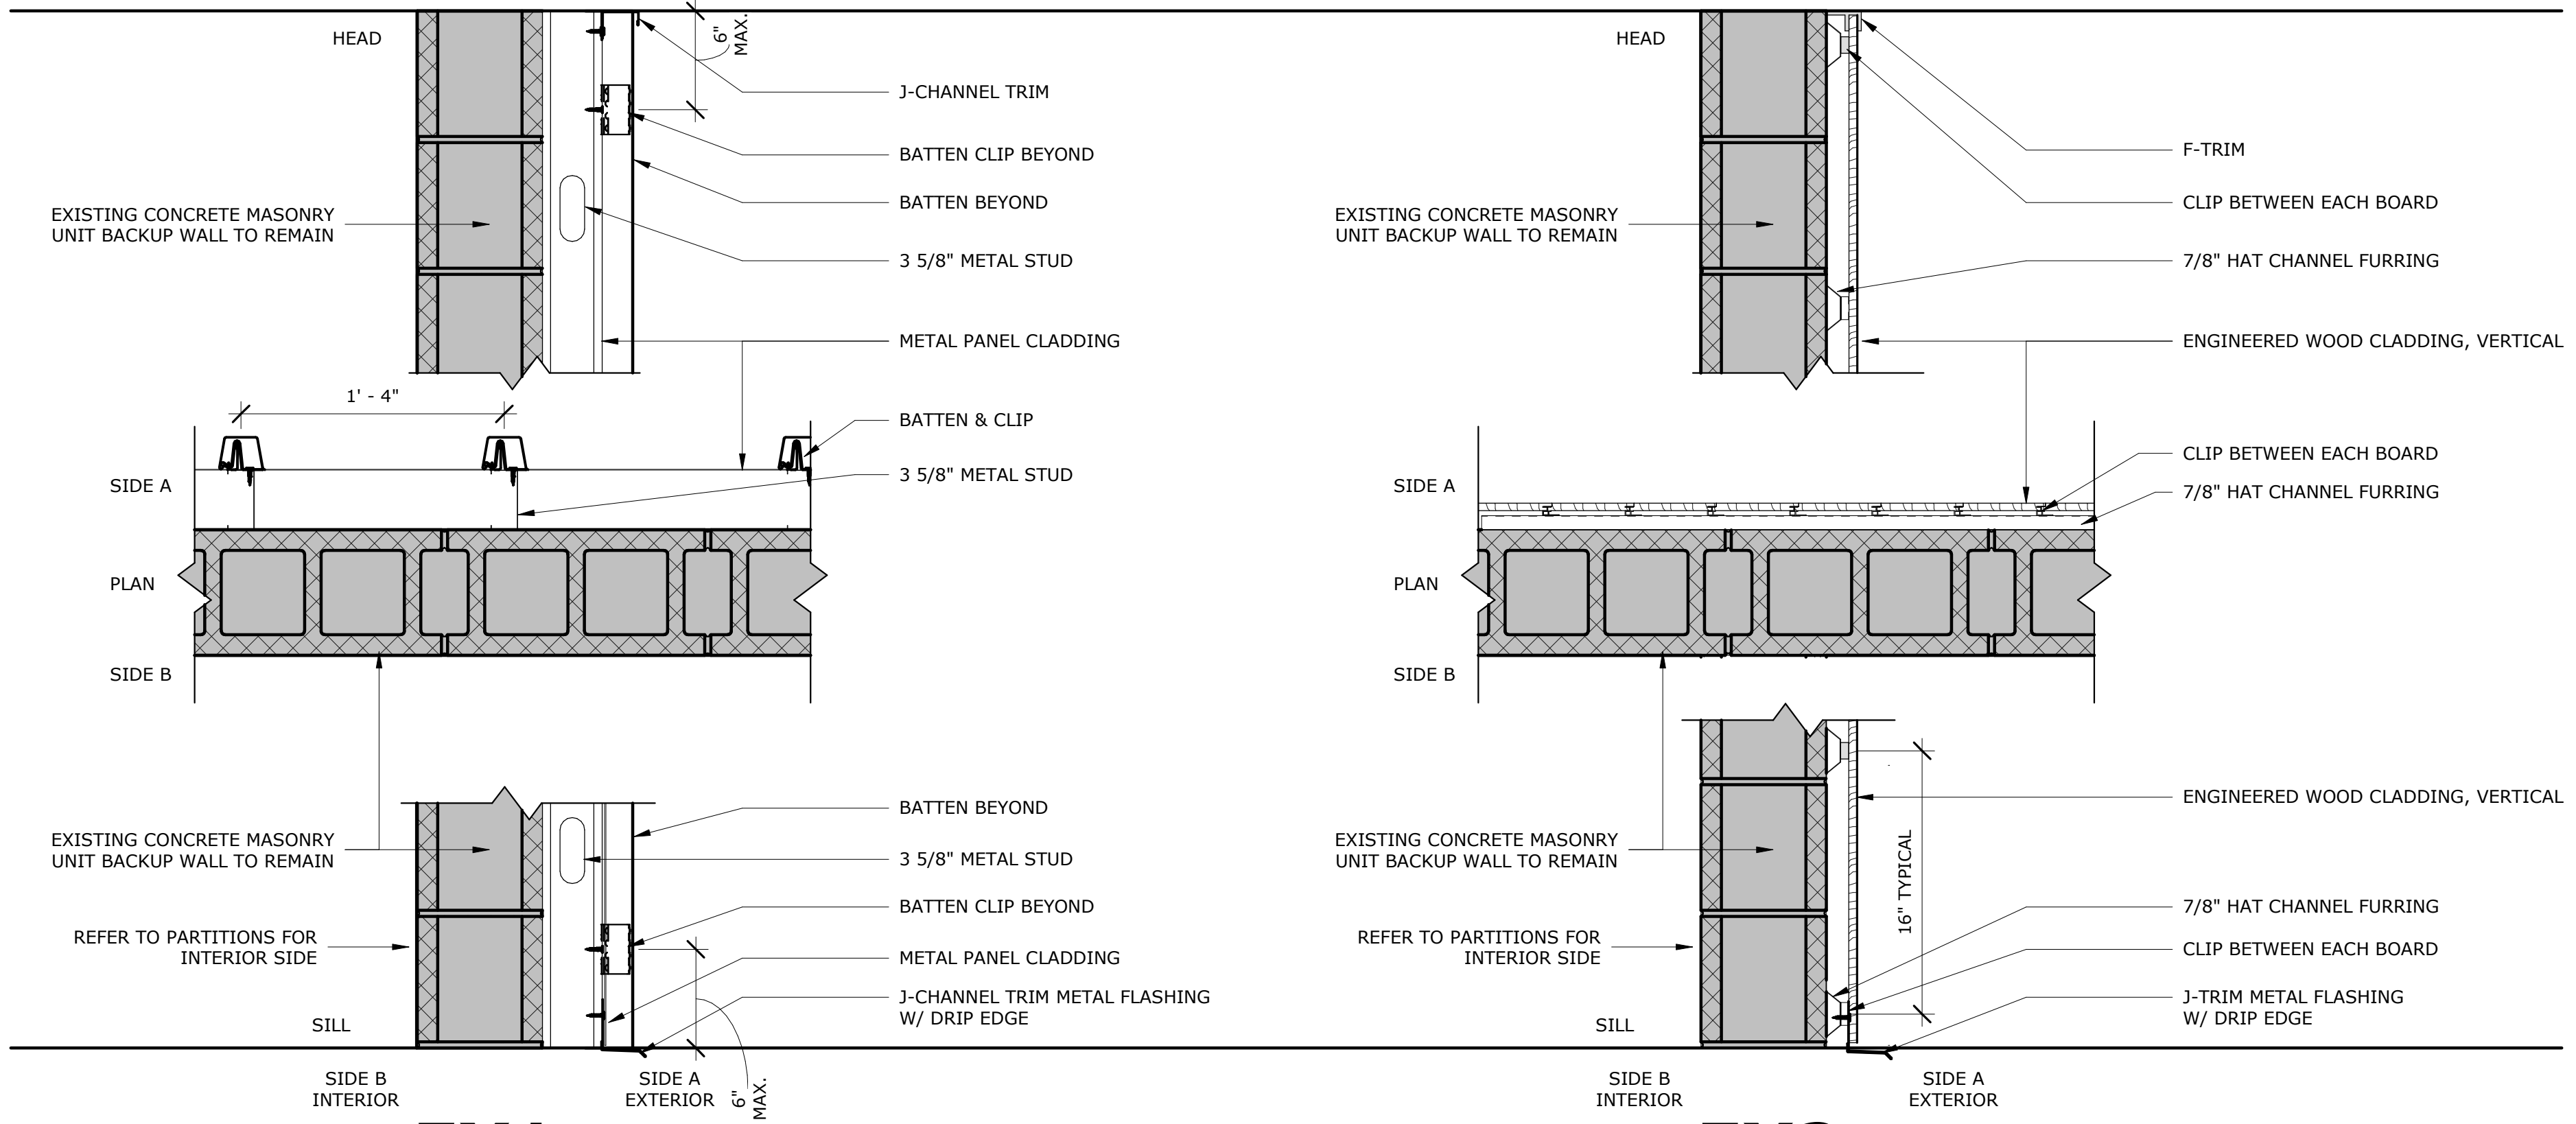 HEAD
6"
MAX.
J-CHANNEL TRIM
BATTEN CLIP BEYOND
BATTEN BEYOND
EXISTING CONCRETE MASONRY
UNIT BACKUP WALL TO REMAIN
3 5/8" METAL STUD
METAL PANEL CLADDING
1' - 4"
BATTEN & CLIP
3 5/8" METAL STUD
SIDE A
PLAN
SIDE B
BATTEN BEYOND
EXISTING CONCRETE MASONRY
UNIT BACKUP WALL TO REMAIN
3 5/8" METAL STUD
BATTEN CLIP BEYOND
REFER TO PARTITIONS FOR
INTERIOR SIDE
METAL PANEL CLADDING
J-CHANNEL TRIM METAL FLASHING
W/ DRIP EDGE
SILL
SIDE B
INTERIOR
SIDE A
EXTERIOR
6"
MAX.
HEAD
F-TRIM
CLIP BETWEEN EACH BOARD
EXISTING CONCRETE MASONRY
UNIT BACKUP WALL TO REMAIN
7/8" HAT CHANNEL FURRING
ENGINEERED WOOD CLADDING, VERTICAL
CLIP BETWEEN EACH BOARD
SIDE A
7/8" HAT CHANNEL FURRING
PLAN
SIDE B
ENGINEERED WOOD CLADDING, VERTICAL
EXISTING CONCRETE MASONRY
UNIT BACKUP WALL TO REMAIN
16" TYPICAL
7/8" HAT CHANNEL FURRING
REFER TO PARTITIONS FOR
INTERIOR SIDE
CLIP BETWEEN EACH BOARD
J-TRIM METAL FLASHING
W/ DRIP EDGE
SILL
SIDE B
INTERIOR
SIDE A
EXTERIOR